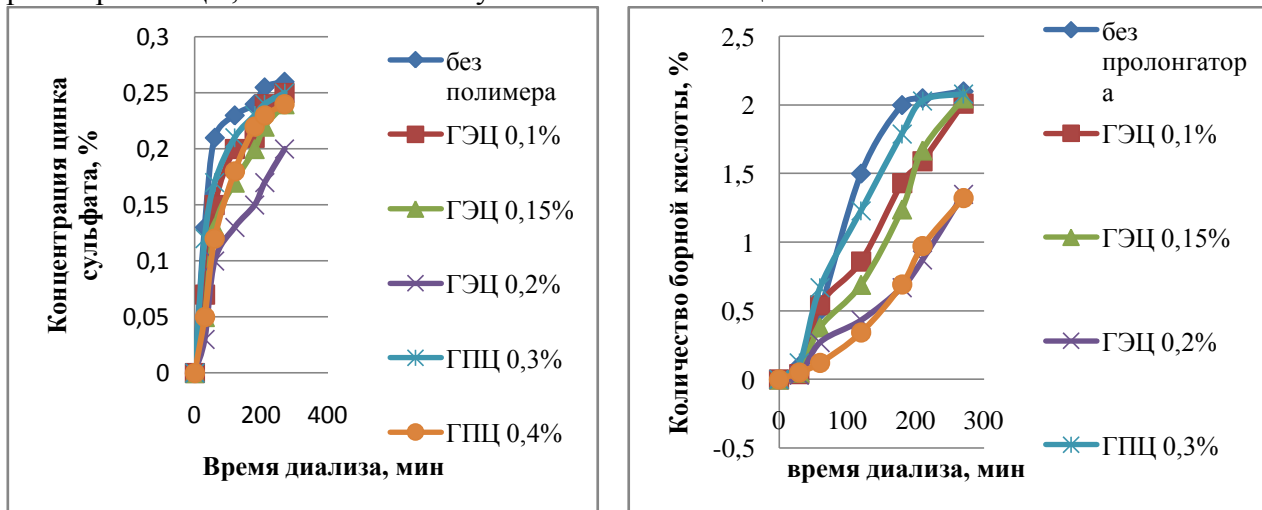 0,3
0,25
0,2
0,15
0,1
0,05
0
0
200
400
Концентрация цинка
сульфата, %
Время диализа, мин
без
полимера
ГЭЦ 0,1%
ГЭЦ 0,15%
ГЭЦ 0,2%
ГПЦ 0,3%
ГПЦ 0,4%
2,5
2
1,5
1
0,5
0
-0,5
0
100
200
300
Количество борной кислоты, %
время диализа, мин
без
пролонгатор
а
ГЭЦ 0,1%
ГЭЦ 0,15%
ГЭЦ 0,2%
ГПЦ 0,3%